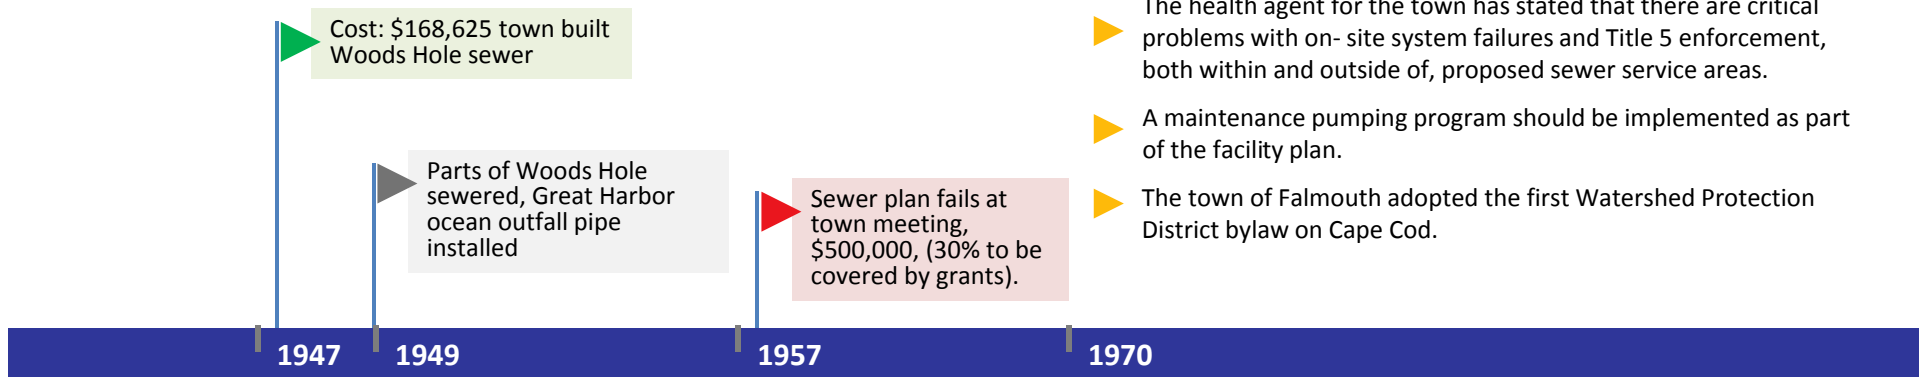 Cost: $168,625 town built
Woods Hole sewer
Parts of Woods Hole
sewered, Great Harbor
ocean outfall pipe
installed
Sewer plan fails at
town meeting,
$500,000, (30% to be
covered by grants).
The health agent for the town has stated that there are critical
problems with on- site system failures and Title 5 enforcement,
both within and outside of, proposed sewer service areas.
A maintenance pumping program should be implemented as part
of the facility plan.
The town of Falmouth adopted the first Watershed Protection
District bylaw on Cape Cod.
1947
1949
1957
1970